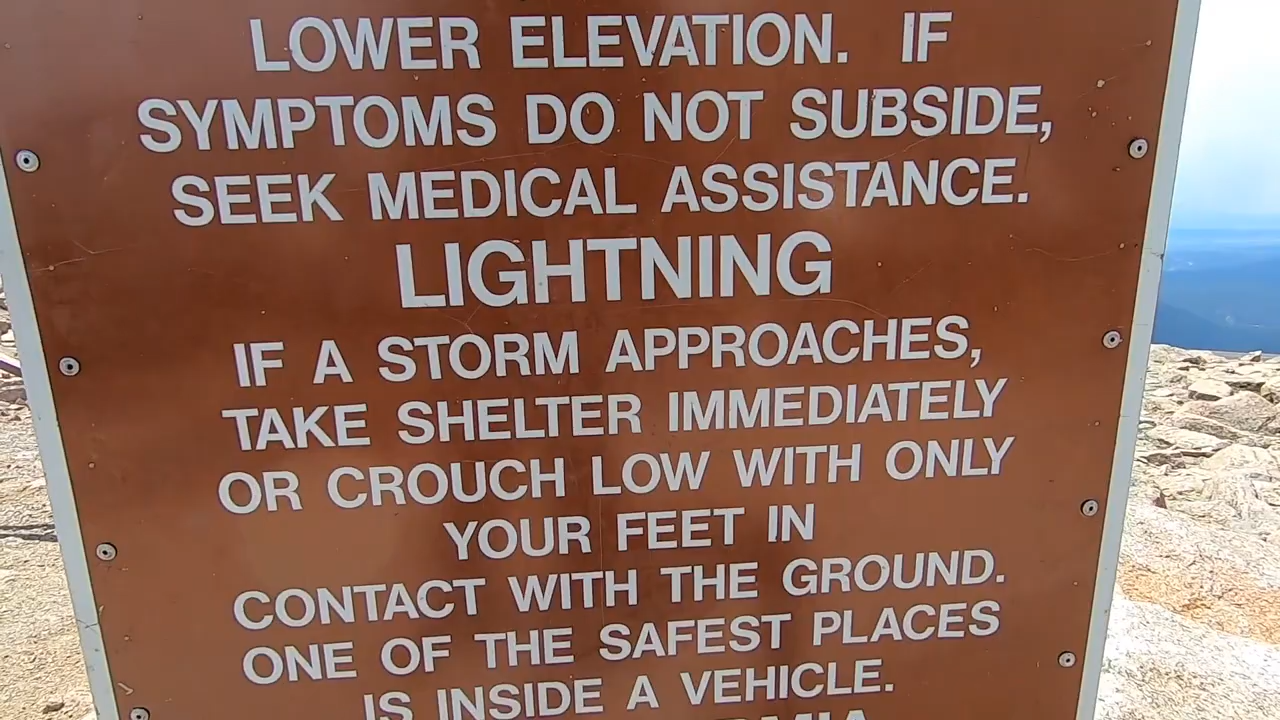 LOWER ELEVATION. IF
SYMPTOMS DO NOT SUBSIDE,
SEEK MEDICAL ASSISTANCE.
LIGHTNING
IF A STORM APPROACHES,
TAKE SHELTER IMMEDIATELY
OR CROUCH LOW WITH ONLY
YOUR FEET IN
CONTACT WITH THE GROUND.
ONE OF THE SAFEST PLACES
IS INSIDE A VEHICLE.